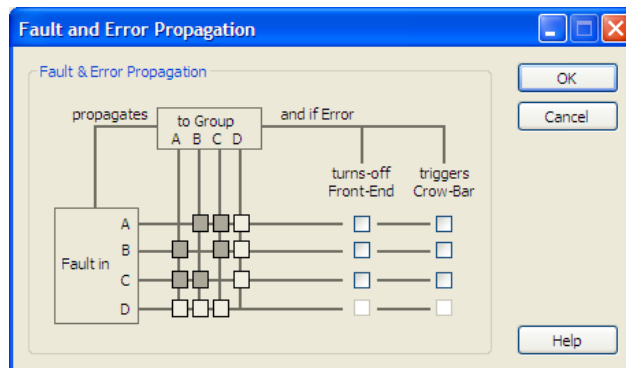 Fault and Error Propagation
Fault & Error Propagation
OK
Cancel
propagates
to Group
and if Error
A B C D
turns-off
Front-End
triggers
Crow-Bar
Fault in
A
B
C
D
Help